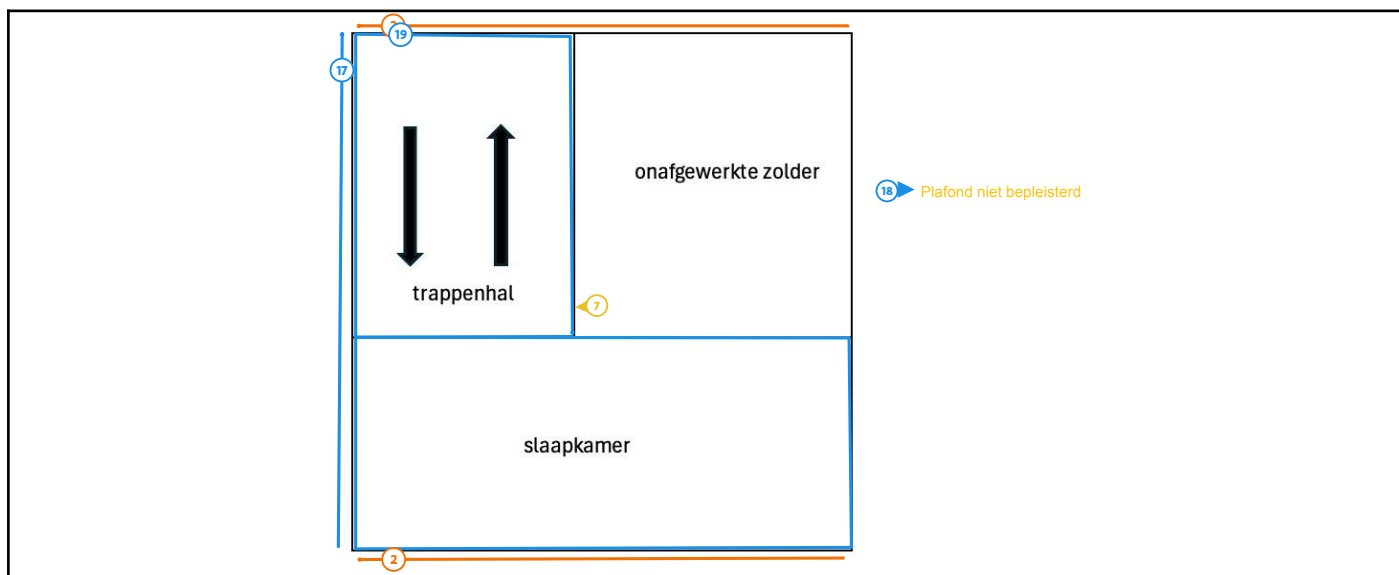 19
17
onafgewerkte zolder
18 Plafond niet bepleisterd
trappenhal
7
slaapkamer
2